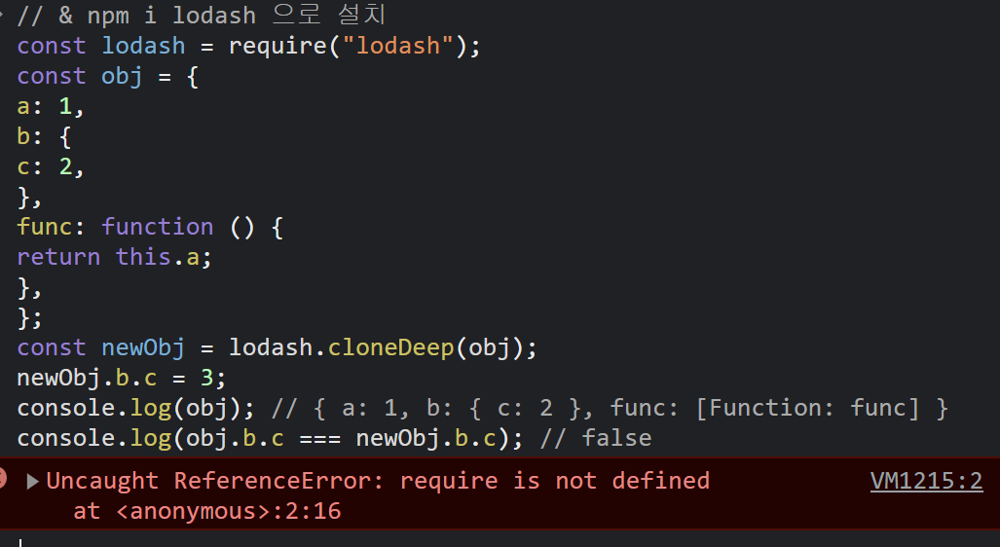 // & npm i lodash 으로 설치
const lodash = require("lodash");
const obj = {
a: 1,
b: {
c: 2,
},
func: function () {
return this.a;
},
};
const newObj = lodash.cloneDeep(obj);
newObj.b.c = 3;
console.log(obj); // { a: 1, b: { c: 2 }, func: [Function: func] }
console.log(obj.b.c === newObj.b.c); // false
Uncaught ReferenceError: require is not defined VM1215:2
at <anonymous>:2:16